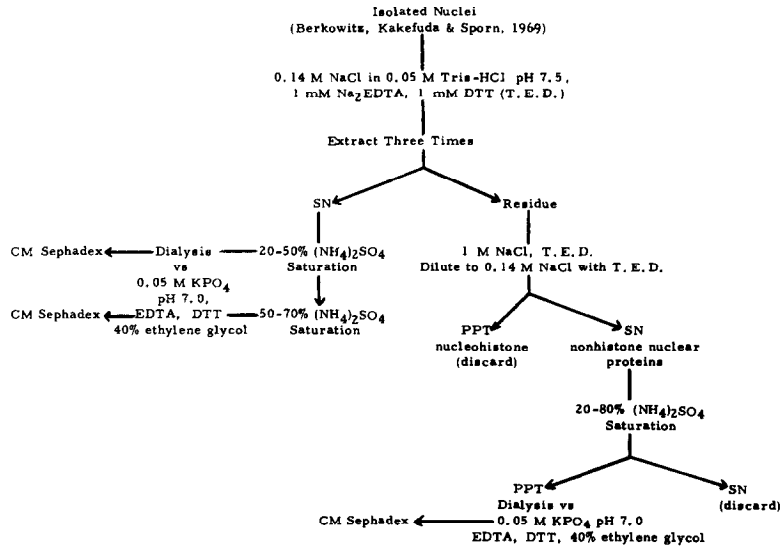 Isolated Nuclei
(Berkowitz, Kakefuda & Sporn, 1969)
0.14 M NaCl in 0.05 M Tris-HCl pH 7.5,
1 mM Na2EDTA, 1 mM DTT (T.E.D.)
Extract Three Times
SN
Residue
CM Sephadex
Dialysis
vs
0.05 M KPO4
pH 7.0,
EDTA, DTT
40% ethylene glycol
20-50% (NH4)2SO4
Saturation
CM Sephadex
50-70% (NH4)2SO4
Saturation
1 M NaCl, T.E.D.
Dilute to 0.14 M NaCl with T.E.D.
PPT
nucleohistone
(discard)
SN
nonhistone nuclear
proteins
20-80% (NH4)2SO4
Saturation
PPT
Dialysis vs
0.05 M KPO4 pH 7.0
EDTA, DTT, 40% ethylene glycol
SN
(discard)
CM Sephadex